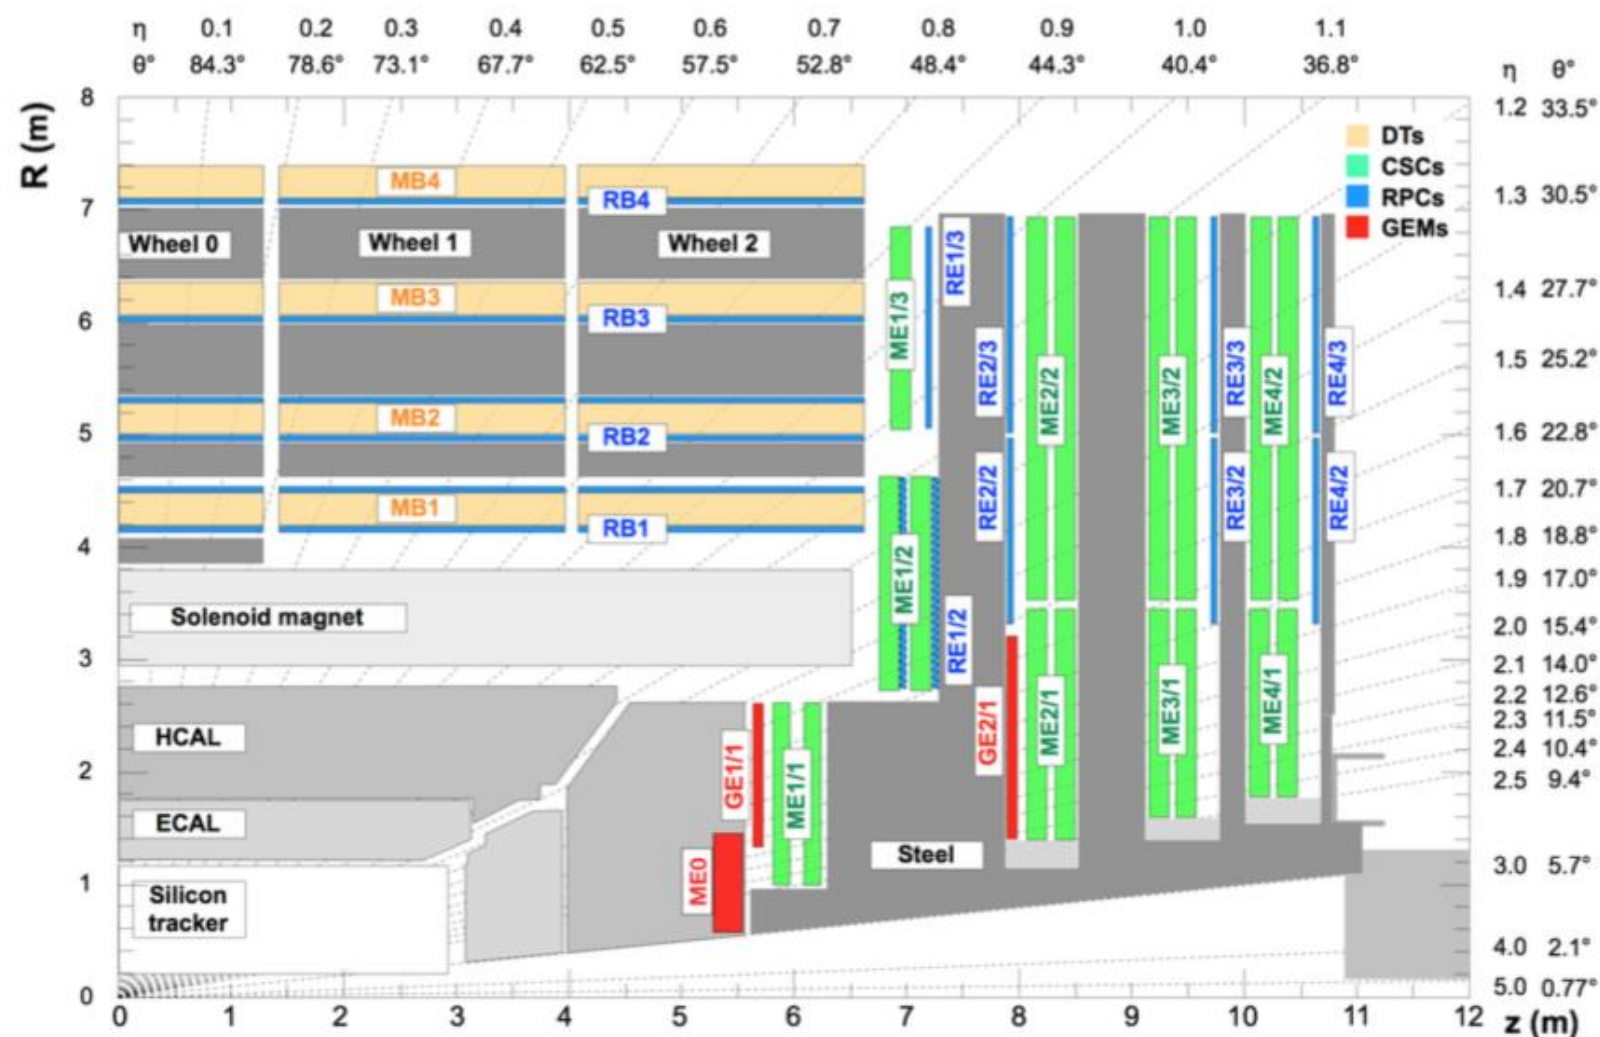 η 0.1 0.2 0.3 0.4 0.5 0.6 0.7 0.8 0.9 1.0 1.1
θ° 84.3° 78.6° 73.1° 67.7° 62.5° 57.5° 52.8° 48.4° 44.3° 40.4° 36.8°
η θ°
1.2 33.5°
1.3 30.5°
1.4 27.7°
1.5 25.2°
1.6 22.8°
1.7 20.7°
1.8 18.8°
1.9 17.0°
2.0 15.4°
2.1 14.0°
2.2 12.6°
2.3 11.5°
2.4 10.4°
2.5 9.4°
3.0 5.7°
4.0 2.1°
5.0 0.77°
R (m)
8
7
6
5
4
3
2
1
0
DTs
CSCs
RPCs
GEMs
MB4
RB4
Wheel 0
Wheel 1
Wheel 2
MB3
RB3
MB2
RB2
MB1
RB1
Solenoid magnet
HCAL
ECAL
Silicon
tracker
Steel
ME0
GE1/1
ME1/1
ME1/2
RE1/2
ME1/3
RE1/3
RE2/3
RE2/2
GE2/1
ME2/2
ME2/1
ME3/2
ME3/1
RE3/3
RE3/2
ME4/2
ME4/1
RE4/3
RE4/2
0 1 2 3 4 5 6 7 8 9 10 11 12
z (m)